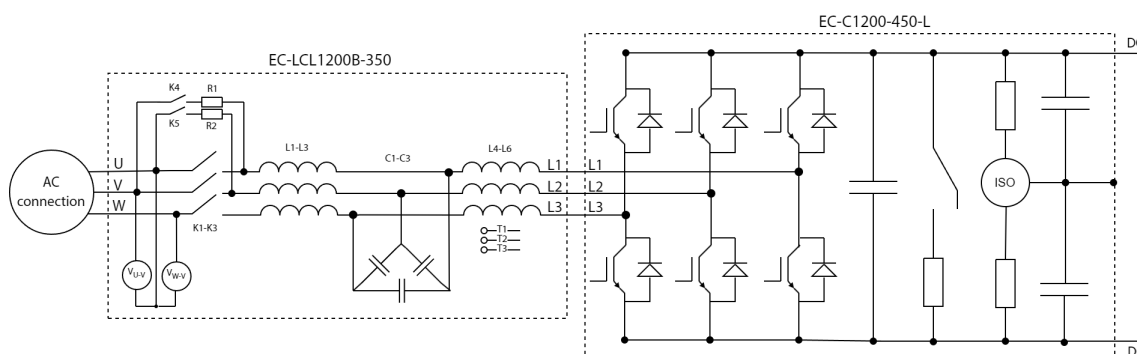 EC-C1200-450-L
EC-LCL1200B-350
K4
R1
K5
R2
L1-L3
C1-C3
L4-L6
AC
connection
U
V
W
K1-K3
L1
L2
L3
L1
L2
L3
T1
T2
T3
VU-V
VW-V
ISO